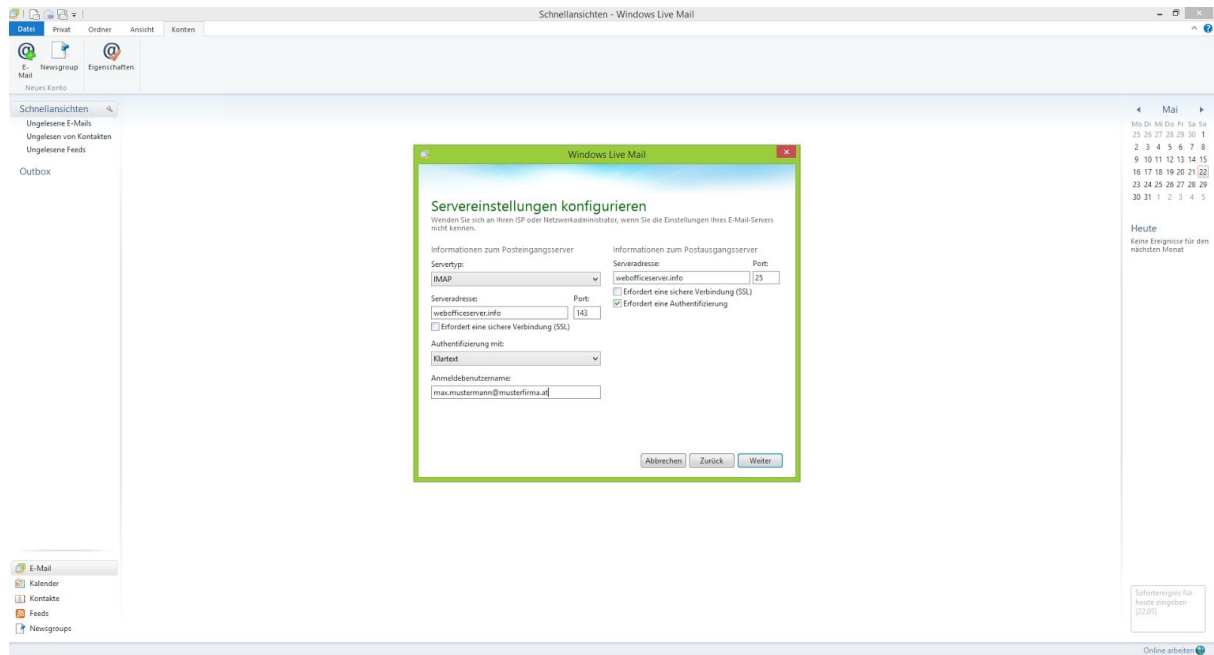 Schnellansichten - Windows Live Mail
Datei Privat Ordner Ansicht Konten
E-Mail
Newsgroup
Eigenschaften
Neues Konto
Schnellansichten
Ungelesene E-Mails
Ungelesen von Kontakten
Ungelesene Feeds
Outbox
E-Mail
Kalender
Kontakte
Feeds
Newsgroups
Windows Live Mail
Servereinstellungen konfigurieren
Wenden Sie sich an Ihren ISP oder Netzwerkadministrator, wenn Sie die Einstellungen Ihres E-Mail-Servers
nicht kennen.
Informationen zum Posteingangsserver
Servertyp:
IMAP
Serveradresse: Port:
webofficeserver.info 143
Erfordert eine sichere Verbindung (SSL)
Authentifizierung mit:
Klartext
Anmeldebenutzername:
max.mustermann@musterfirma.at
Informationen zum Postausgangsserver
Serveradresse: Port:
webofficeserver.info 25
Erfordert eine sichere Verbindung (SSL)
Erfordert eine Authentifizierung
Abbrechen Zurück Weiter
Mai
Mo Di Mi Do Fr Sa So
25 26 27 28 29 30 1
2 3 4 5 6 7 8
9 10 11 12 13 14 15
16 17 18 19 20 21 22
23 24 25 26 27 28 29
30 31 1 2 3 4 5
Heute
Keine Ereignisse für den
nächsten Monat
Sofortereignis für
heute eingeben
(22.05)
Online arbeiten